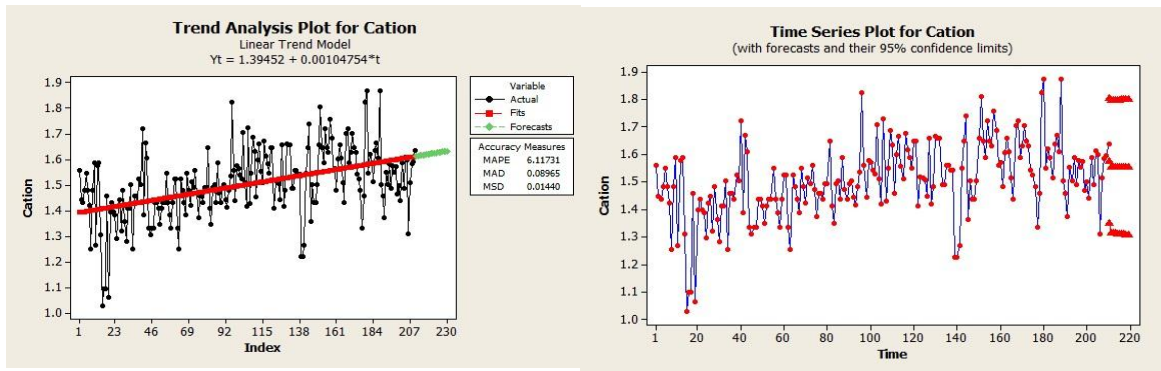 Trend Analysis Plot for Cation
Linear Trend Model
Yt = 1.39452 + 0.00104754*t
1.9
1.8
1.7
1.6
1.5
1.4
1.3
1.2
1.1
1.0
Cation
1 23 46 69 92 115 138 161 184 207 230
Index
Variable
Actual
Fits
Forecasts
Accuracy Measures
MAPE 6.11731
MAD 0.08965
MSD 0.01440
Time Series Plot for Cation
(with forecasts and their 95% confidence limits)
1.9
1.8
1.7
1.6
1.5
1.4
1.3
1.2
1.1
1.0
Cation
1 20 40 60 80 100 120 140 160 180 200 220
Time